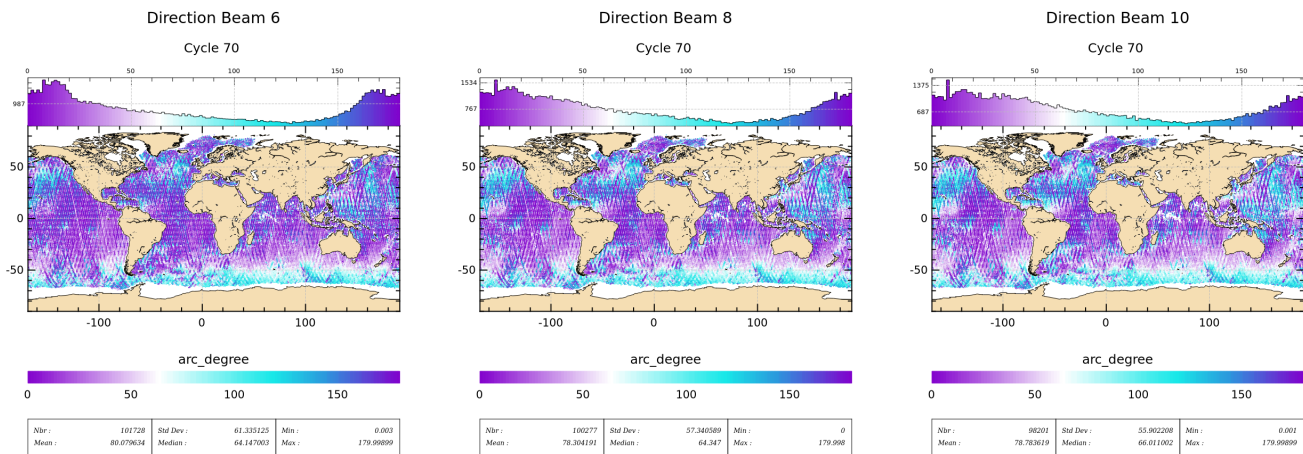 Direction Beam 6
Cycle 70
0 50 100 150
987
50
0
-50
-100 0 100
arc_degree
0 50 100 150
Nbr : 101728 Std Dev : 61.335125 Min : 0.003
Mean : 80.079634 Median : 64.147003 Max : 179.99899
Direction Beam 8
Cycle 70
0 50 100 150
1534
767
50
0
-50
-100 0 100
arc_degree
0 50 100 150
Nbr : 100277 Std Dev : 57.340589 Min : 0
Mean : 78.304191 Median : 64.347 Max : 179.998
Direction Beam 10
Cycle 70
0 50 100 150
1375
687
50
0
-50
-100 0 100
arc_degree
0 50 100 150
Nbr : 98201 Std Dev : 55.902208 Min : 0.001
Mean : 78.783619 Median : 66.011002 Max : 179.99899